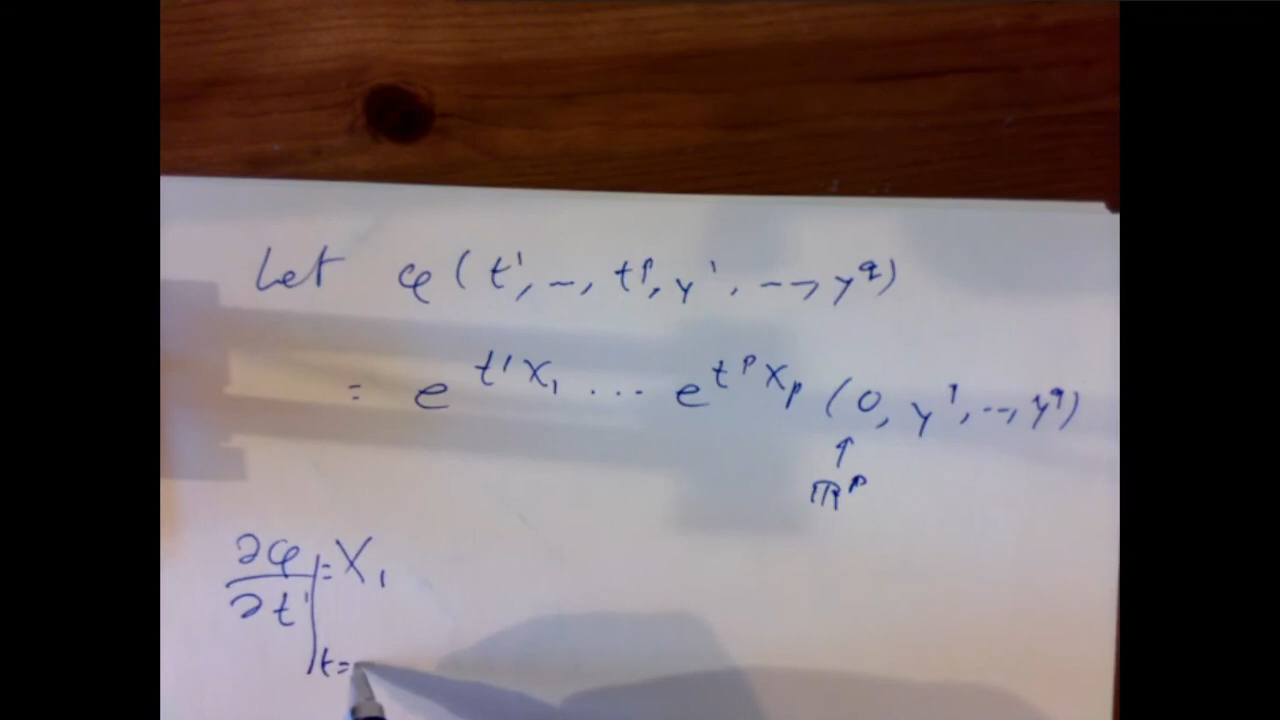 Let φ(t¹, ‒, tᵖ, y¹, --, y^q)
= e^{t¹X₁} ... e^{tᵖXₚ} (0, y¹, .., y^q)
↑
ℝᵖ
∂φ/∂t¹ |_{t=} = X₁